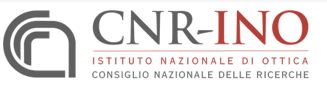 CNR-INO
ISTITUTO NAZIONALE DI OTTICA
CONSIGLIO NAZIONALE DELLE RICERCHE